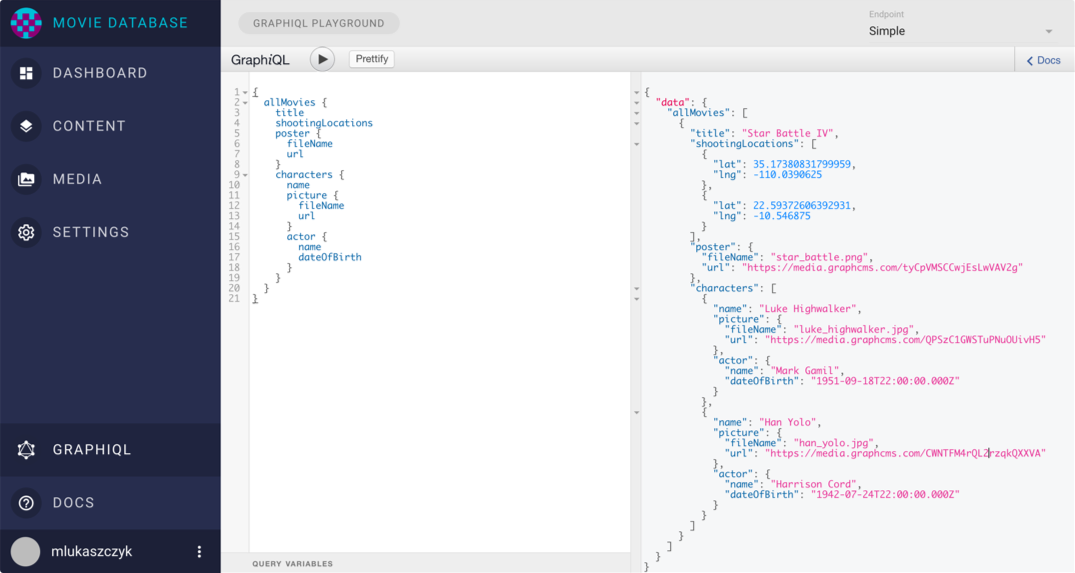 MOVIE DATABASE
DASHBOARD
CONTENT
MEDIA
SETTINGS
GRAPHIQL
DOCS
mlukaszczyk
GRAPHIQL PLAYGROUND
Endpoint
Simple
GraphiQL
Prettify
Docs
1 {
2 allMovies {
3 title
4 shootingLocations
5 poster {
6 fileName
7 url
8 }
9 characters {
10 name
11 picture {
12 fileName
13 url
14 }
15 actor {
16 name
17 dateOfBirth
18 }
19 }
20 }
21 }
QUERY VARIABLES
{
"data": {
"allMovies": [
{
"title": "Star Battle IV",
"shootingLocations": [
{
"lat": 35.17380831799959,
"lng": -110.0390625
},
{
"lat": 22.59372606392931,
"lng": -10.546875
}
],
"poster": {
"fileName": "star_battle.png",
"url": "https://media.graphcms.com/tyCpVMSCCwjEsLwVAV2g"
},
"characters": [
{
"name": "Luke Highwalker",
"picture": {
"fileName": "luke_highwalker.jpg",
"url": "https://media.graphcms.com/QPSzC1GWSTuPNuOUivH5"
},
"actor": {
"name": "Mark Gamil",
"dateOfBirth": "1951-09-18T22:00:00.000Z"
}
},
{
"name": "Han Yolo",
"picture": {
"fileName": "han_yolo.jpg",
"url": "https://media.graphcms.com/CWNTFM4rQLZrzqkQXXVA"
},
"actor": {
"name": "Harrison Cord",
"dateOfBirth": "1942-07-24T22:00:00.000Z"
}
}
]
}
]
}
}